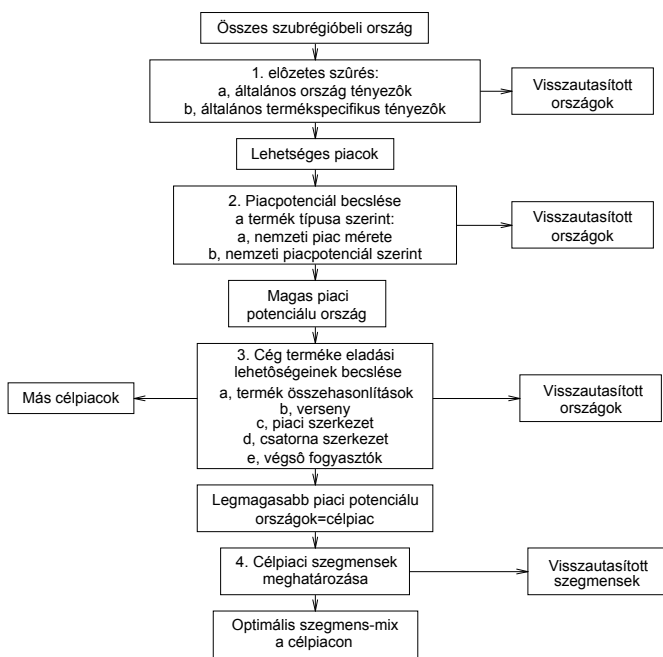 Összes szubrégióbeli ország
1. elôzetes szûrés:
a, általános ország tényezôk
b, általános termékspecifikus tényezôk
Visszautasított
országok
Lehetséges piacok
2. Piacpotenciál becslése
a termék típusa szerint:
a, nemzeti piac mérete
b, nemzeti piacpotenciál szerint
Visszautasított
országok
Magas piaci
potenciálu ország
3. Cég terméke eladási
lehetôségeinek becslése
a, termék összehasonlítások
b, verseny
c, piaci szerkezet
d, csatorna szerkezet
e, végsô fogyasztók
Más célpiacok
Visszautasított
országok
Legmagasabb piaci potenciálu
országok=célpiac
4. Célpiaci szegmensek
meghatározása
Visszautasított
szegmensek
Optimális szegmens-mix
a célpiacon